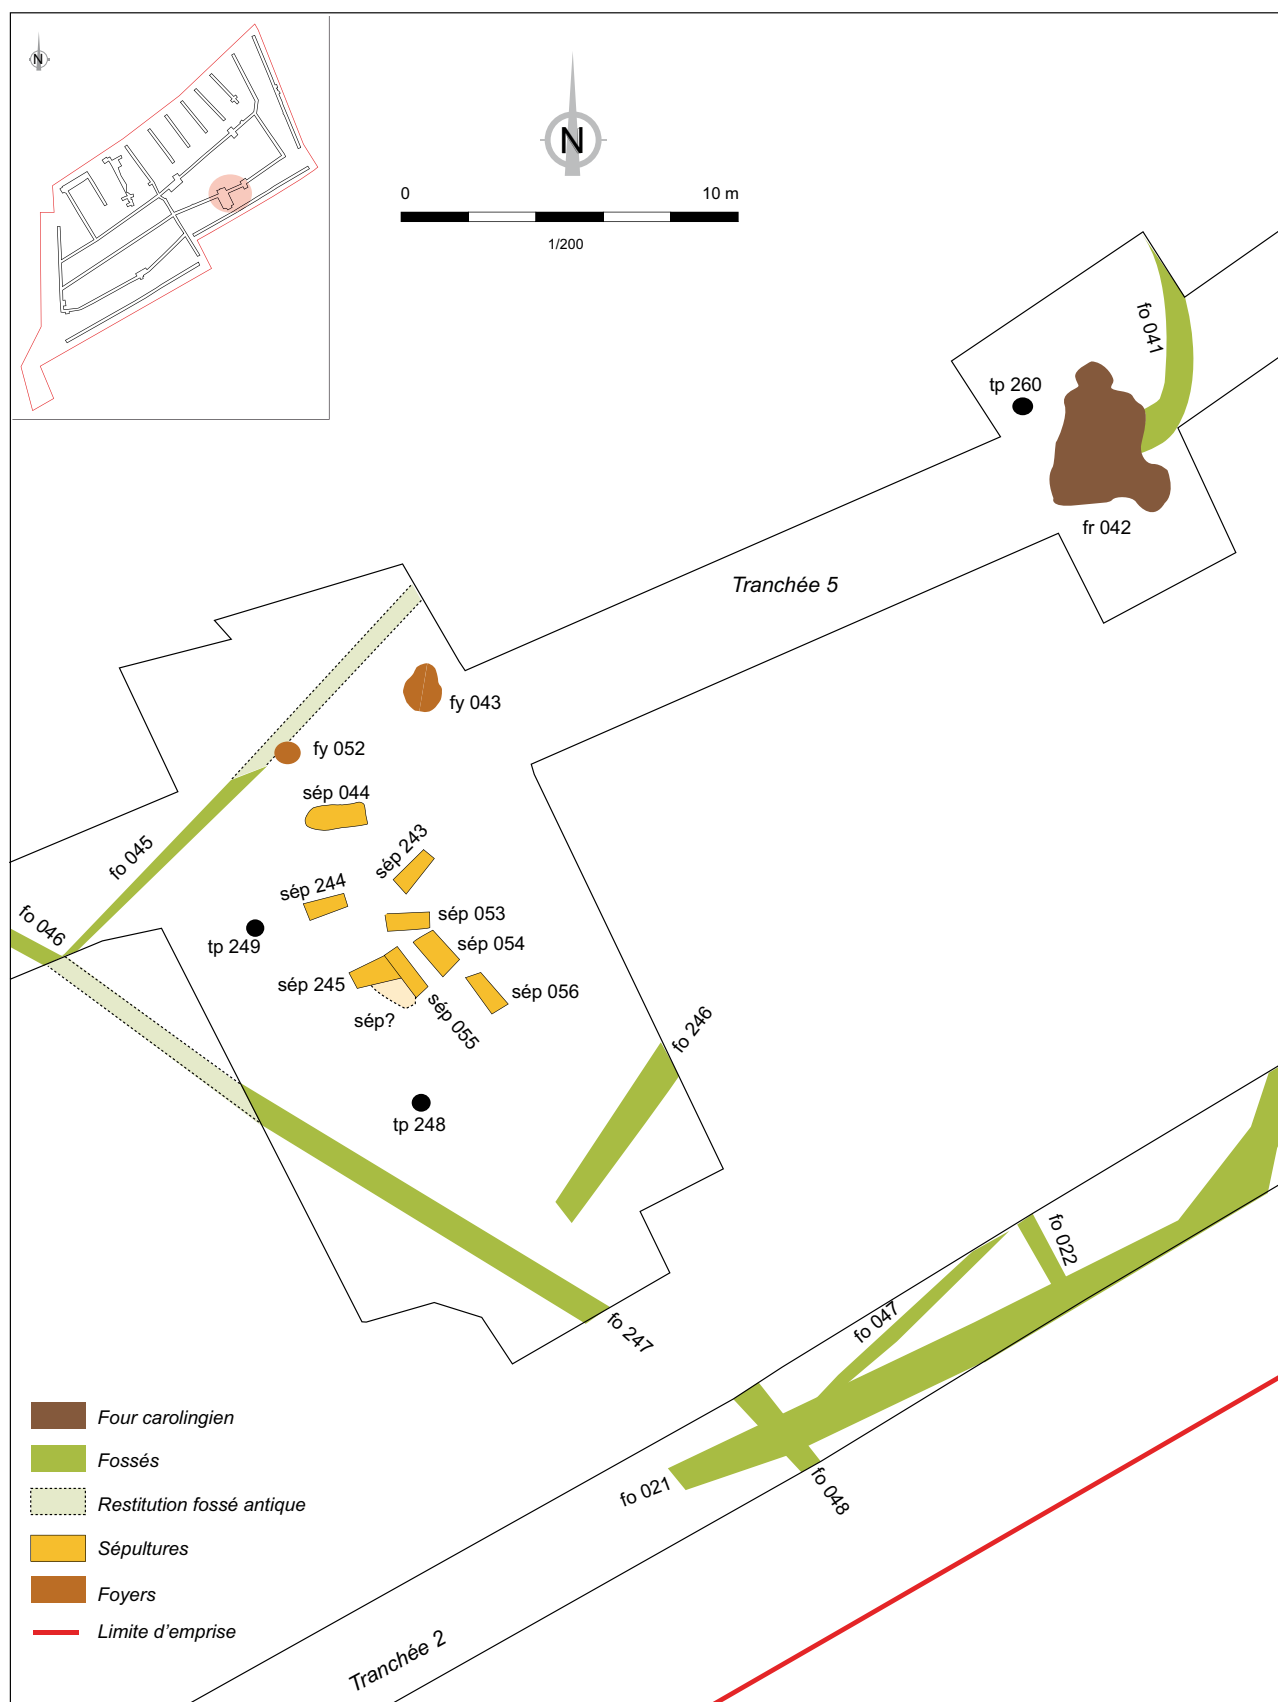 N
N
0 10 m
1/200
fo 041
tp 260
fr 042
Tranchée 5
fy 043
fy 052
sép 044
fo 045
sép 243
sép 244
fo 046
sép 053
tp 249
sép 054
sép 245
sép 056
sép 055
sép?
fo 246
tp 248
fo 022
fo 047
fo 247
fo 021
fo 048
Four carolingien
Fossés
Restitution fossé antique
Sépultures
Foyers
Limite d’emprise
Tranchée 2